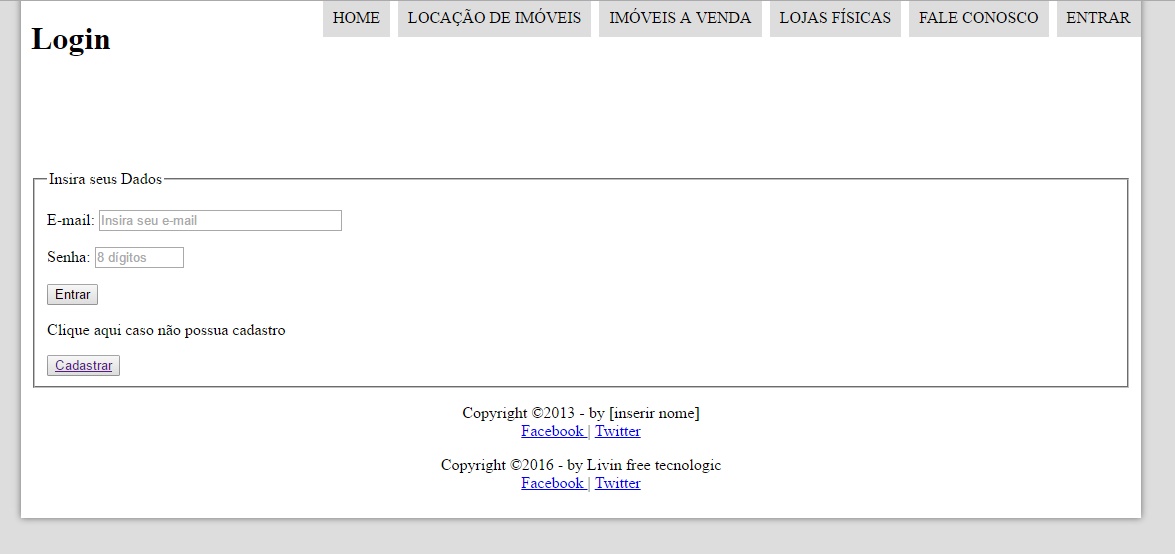 HOME LOCAÇÃO DE IMÓVEIS IMÓVEIS A VENDA LOJAS FÍSICAS FALE CONOSCO ENTRAR
Login
Insira seus Dados
E-mail: Insira seu e-mail
Senha: 8 dígitos
Entrar
Clique aqui caso não possua cadastro
Cadastrar
Copyright ©2013 - by [inserir nome]
Facebook | Twitter
Copyright ©2016 - by Livin free tecnologic
Facebook | Twitter